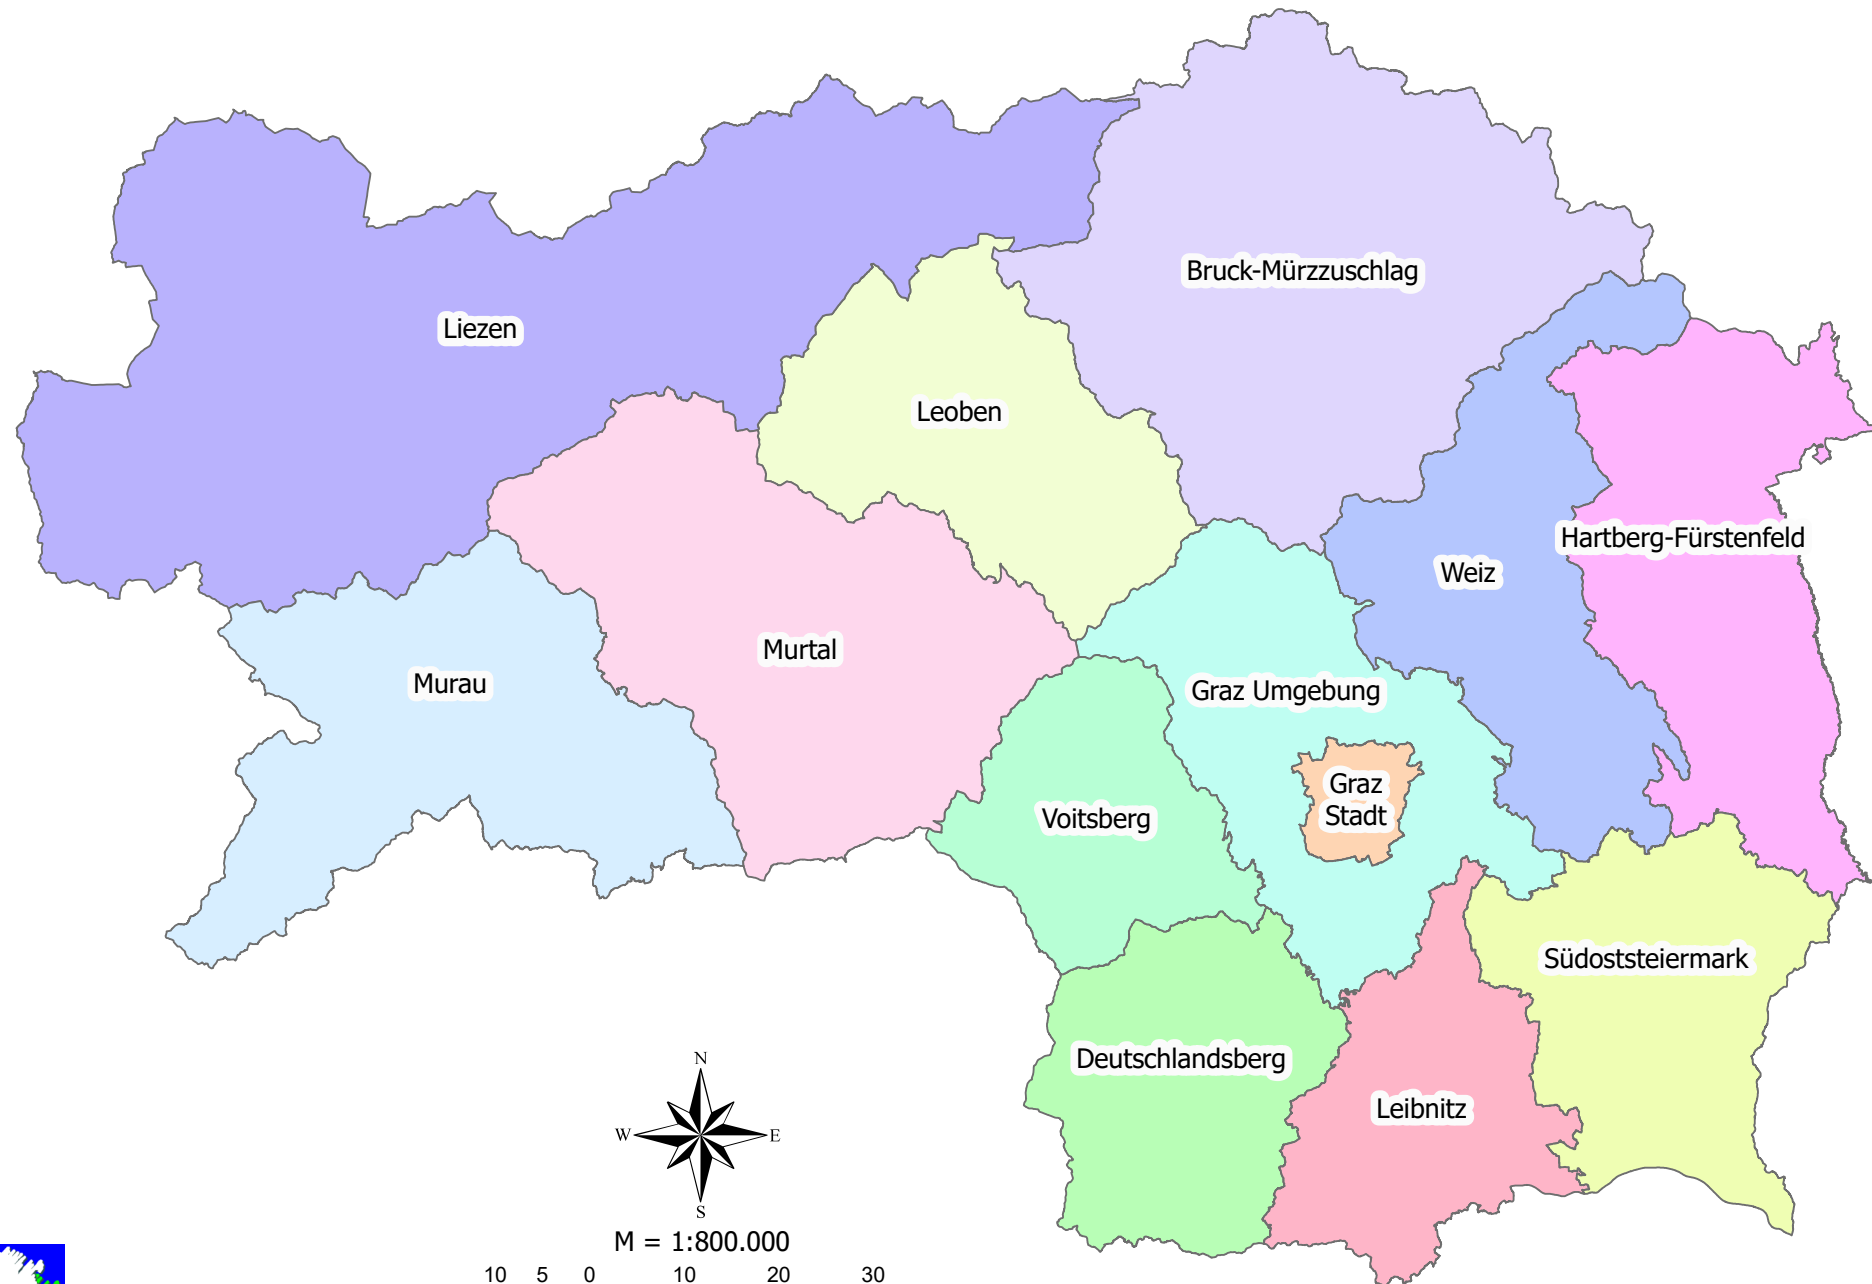 Bruck-Mürzzuschlag
Liezen
Leoben
Hartberg-Fürstenfeld
Weiz
Murtal
Murau
Graz Umgebung
Graz
Stadt
Voitsberg
Südoststeiermark
Deutschlandsberg
Leibnitz
N
W
E
S
M = 1:800.000
10 5 0 10 20 30